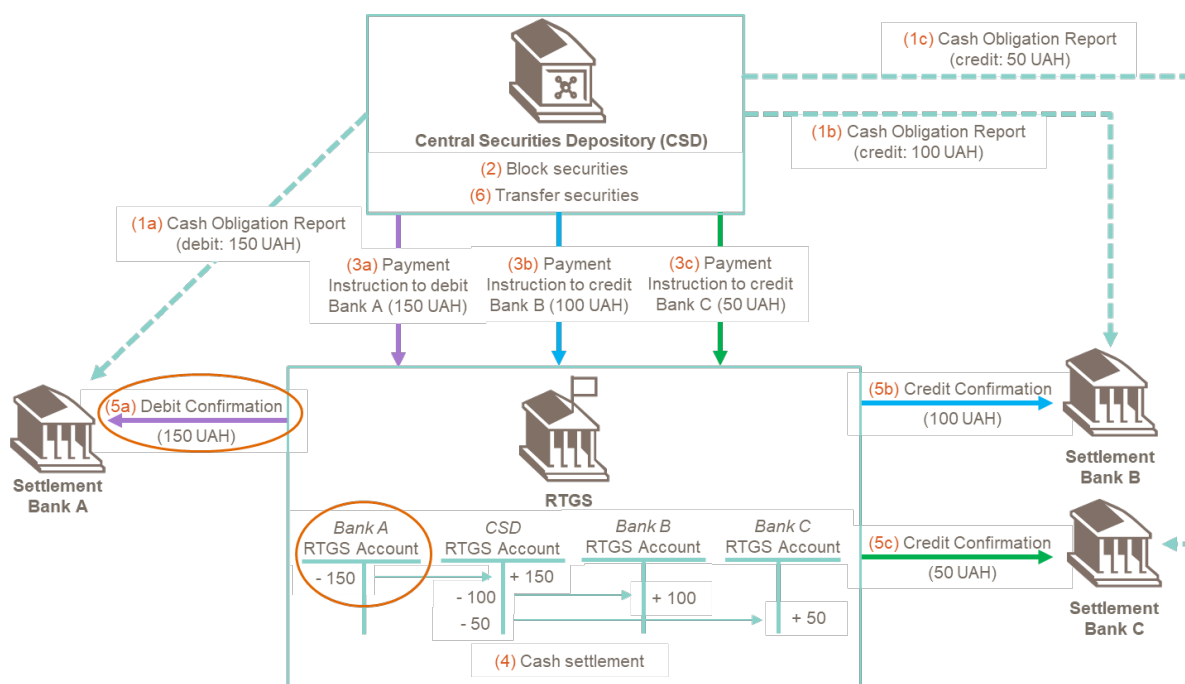 (1c) Cash Obligation Report
(credit: 50 UAH)
Central Securities Depository (CSD)
(1b) Cash Obligation Report
(credit: 100 UAH)
(2) Block securities
(6) Transfer securities
(1a) Cash Obligation Report
(debit: 150 UAH)
(3a) Payment
Instruction to debit
Bank A (150 UAH)
(3b) Payment
Instruction to credit
Bank B (100 UAH)
(3c) Payment
Instruction to credit
Bank C (50 UAH)
(5a) Debit Confirmation
(150 UAH)
Settlement
Bank A
(5b) Credit Confirmation
(100 UAH)
Settlement
Bank B
RTGS
Bank A
RTGS Account
CSD
RTGS Account
Bank B
RTGS Account
Bank C
RTGS Account
(5c) Credit Confirmation
(50 UAH)
Settlement
Bank C
- 150
+ 150
- 100
+ 100
- 50
+ 50
(4) Cash settlement